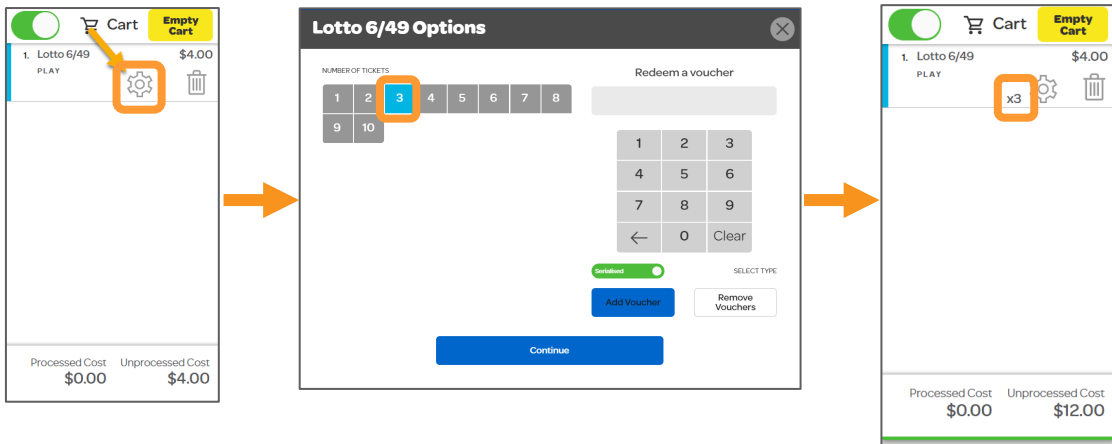 Cart
Empty
Cart
1. Lotto 6/49 $4.00
PLAY
Processed Cost Unprocessed Cost
$0.00 $4.00
Lotto 6/49 Options
NUMBER OF TICKETS
1 2 3 4 5 6 7 8
9 10
Redeem a voucher
1 2 3
4 5 6
7 8 9
← 0 Clear
Serialised SELECT TYPE
Add Voucher
Remove
Vouchers
Continue
Cart
Empty
Cart
1. Lotto 6/49 $4.00
PLAY
x3
Processed Cost Unprocessed Cost
$0.00 $12.00